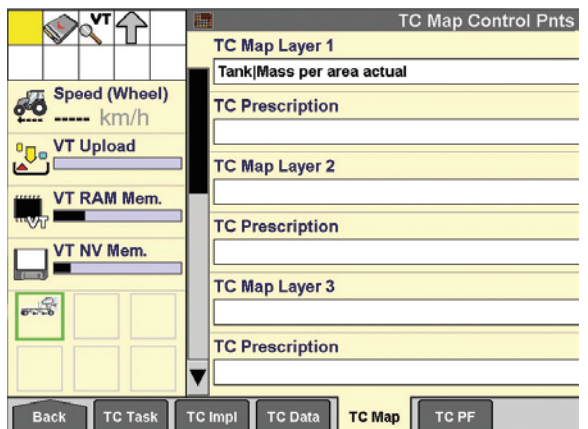 VT
TC Map Control Pnts
TC Map Layer 1
Tank|Mass per area actual
Speed (Wheel)
----- km/h
TC Prescription
VT Upload
TC Map Layer 2
VT RAM Mem.
VT
TC Prescription
VT NV Mem.
TC Map Layer 3
TC Prescription
Back
TC Task
TC Impl
TC Data
TC Map
TC PF